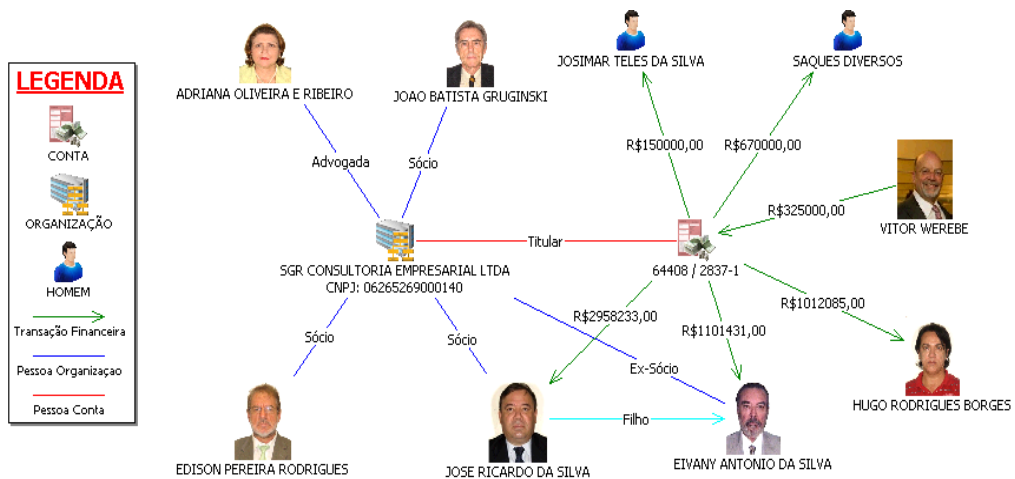 LEGENDA
CONTA
ORGANIZAÇÃO
HOMEM
Transação Financeira
Pessoa Organizaçao
Pessoa Conta
ADRIANA OLIVEIRA E RIBEIRO
JOAO BATISTA GRUGINSKI
JOSIMAR TELES DA SILVA
SAQUES DIVERSOS
Advogada
Sócio
R$150000,00
R$670000,00
R$325000,00
VITOR WEREBE
Titular
SGR CONSULTORIA EMPRESARIAL LTDA
CNPJ: 06265269000140
64408 / 2837-1
R$2958233,00
R$1101431,00
R$1012085,00
Sócio
Sócio
Ex-Sócio
HUGO RODRIGUES BORGES
Filho
EDISON PEREIRA RODRIGUES
JOSE RICARDO DA SILVA
EIVANY ANTONIO DA SILVA